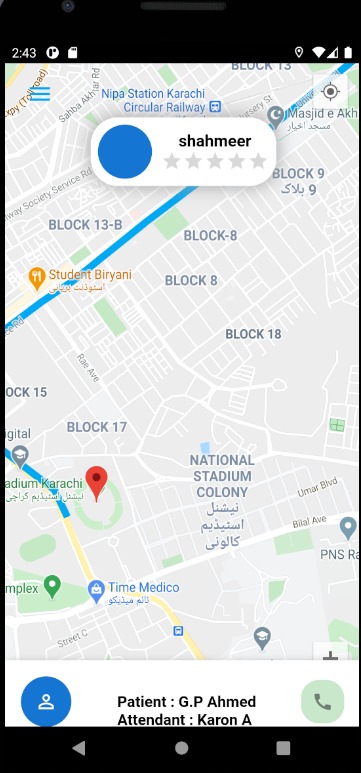 2:43
BLOCK 13
Nipa Station Karachi
Circular Railway
Sahba Akhtar Rd
Masjid e Akh
مسجد اخیار
shahmeer
BLOCK 9
9 بلاک
BLOCK 13-B
BLOCK-8
Student Biryani
اسٹوڈنٹ بریانی
BLOCK 8
BLOCK 18
Rae Ave
OCK 15
BLOCK 17
igital
adium Karachi
نیشنل اسٹیڈیم کراچی
NATIONAL
STADIUM
COLONY
نیشنل
اسٹیڈیم
کالونی
Umar Blvd
Bilal Ave
PNS Ra
mplex
Time Medico
ٹائم میڈیکو
Street C
Patient : G.P Ahmed
Attendant : Karon A